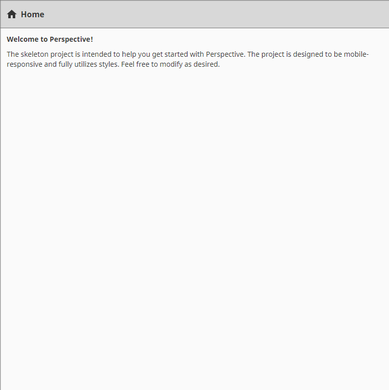 Home
Welcome to Perspective!
The skeleton project is intended to help you get started with Perspective. The project is designed to be mobile-
responsive and fully utilizes styles. Feel free to modify as desired.